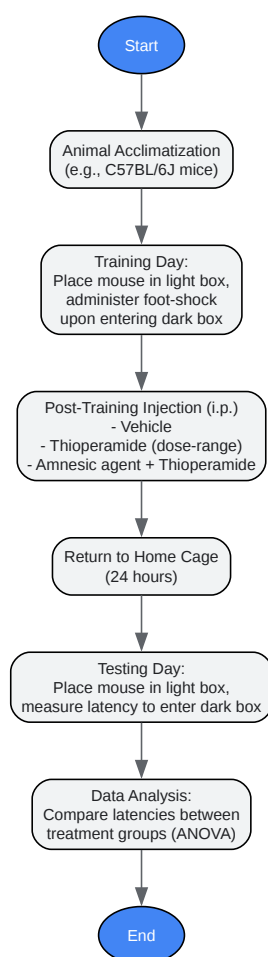 Start
Animal Acclimatization
(e.g., C57BL/6J mice)
Training Day:
Place mouse in light box,
administer foot-shock
upon entering dark box
Post-Training Injection (i.p.)
- Vehicle
- Thioperamide (dose-range)
- Amnesic agent + Thioperamide
Return to Home Cage
(24 hours)
Testing Day:
Place mouse in light box,
measure latency to enter dark box
Data Analysis:
Compare latencies between
treatment groups (ANOVA)
End